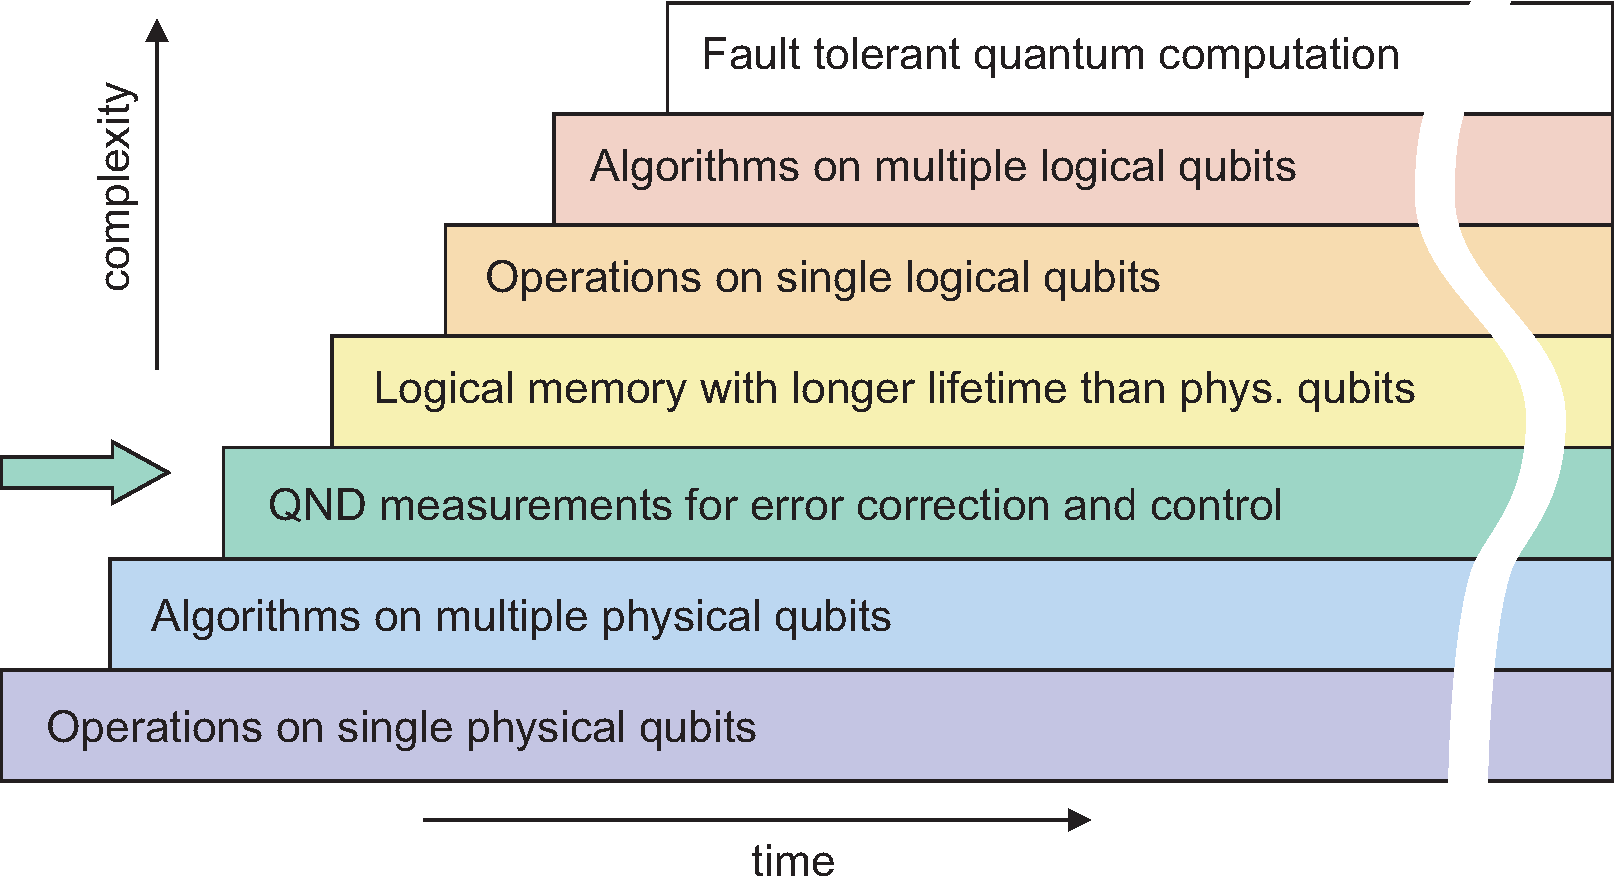 Fault tolerant quantum computation
complexity
Algorithms on multiple logical qubits
Operations on single logical qubits
Logical memory with longer lifetime than phys. qubits
QND measurements for error correction and control
Algorithms on multiple physical qubits
Operations on single physical qubits
time